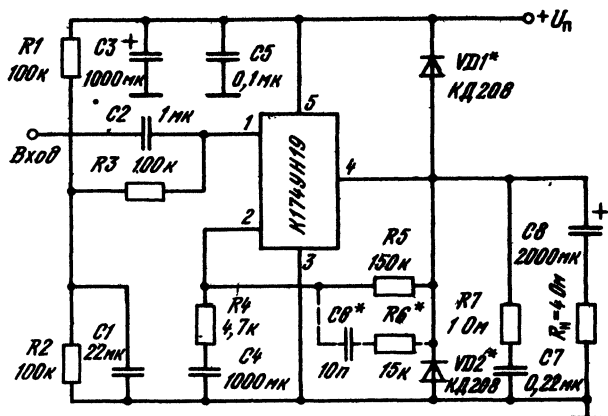 +Uп
R1
100к
C3
+
1000мк
C5
0,1мк
VD1*
КД208
C2
1мк
Вход
R3
100к
1
5
К174УН19
4
2
3
R5
150к
C8
+
2000мк
R4
4,7к
C6*
10п
R6*
15к
R7
1 Ом
Rн=4 Ом
R2
100к
C1
22мк
C4
1000мк
VD2*
КД208
C7
0,22мк